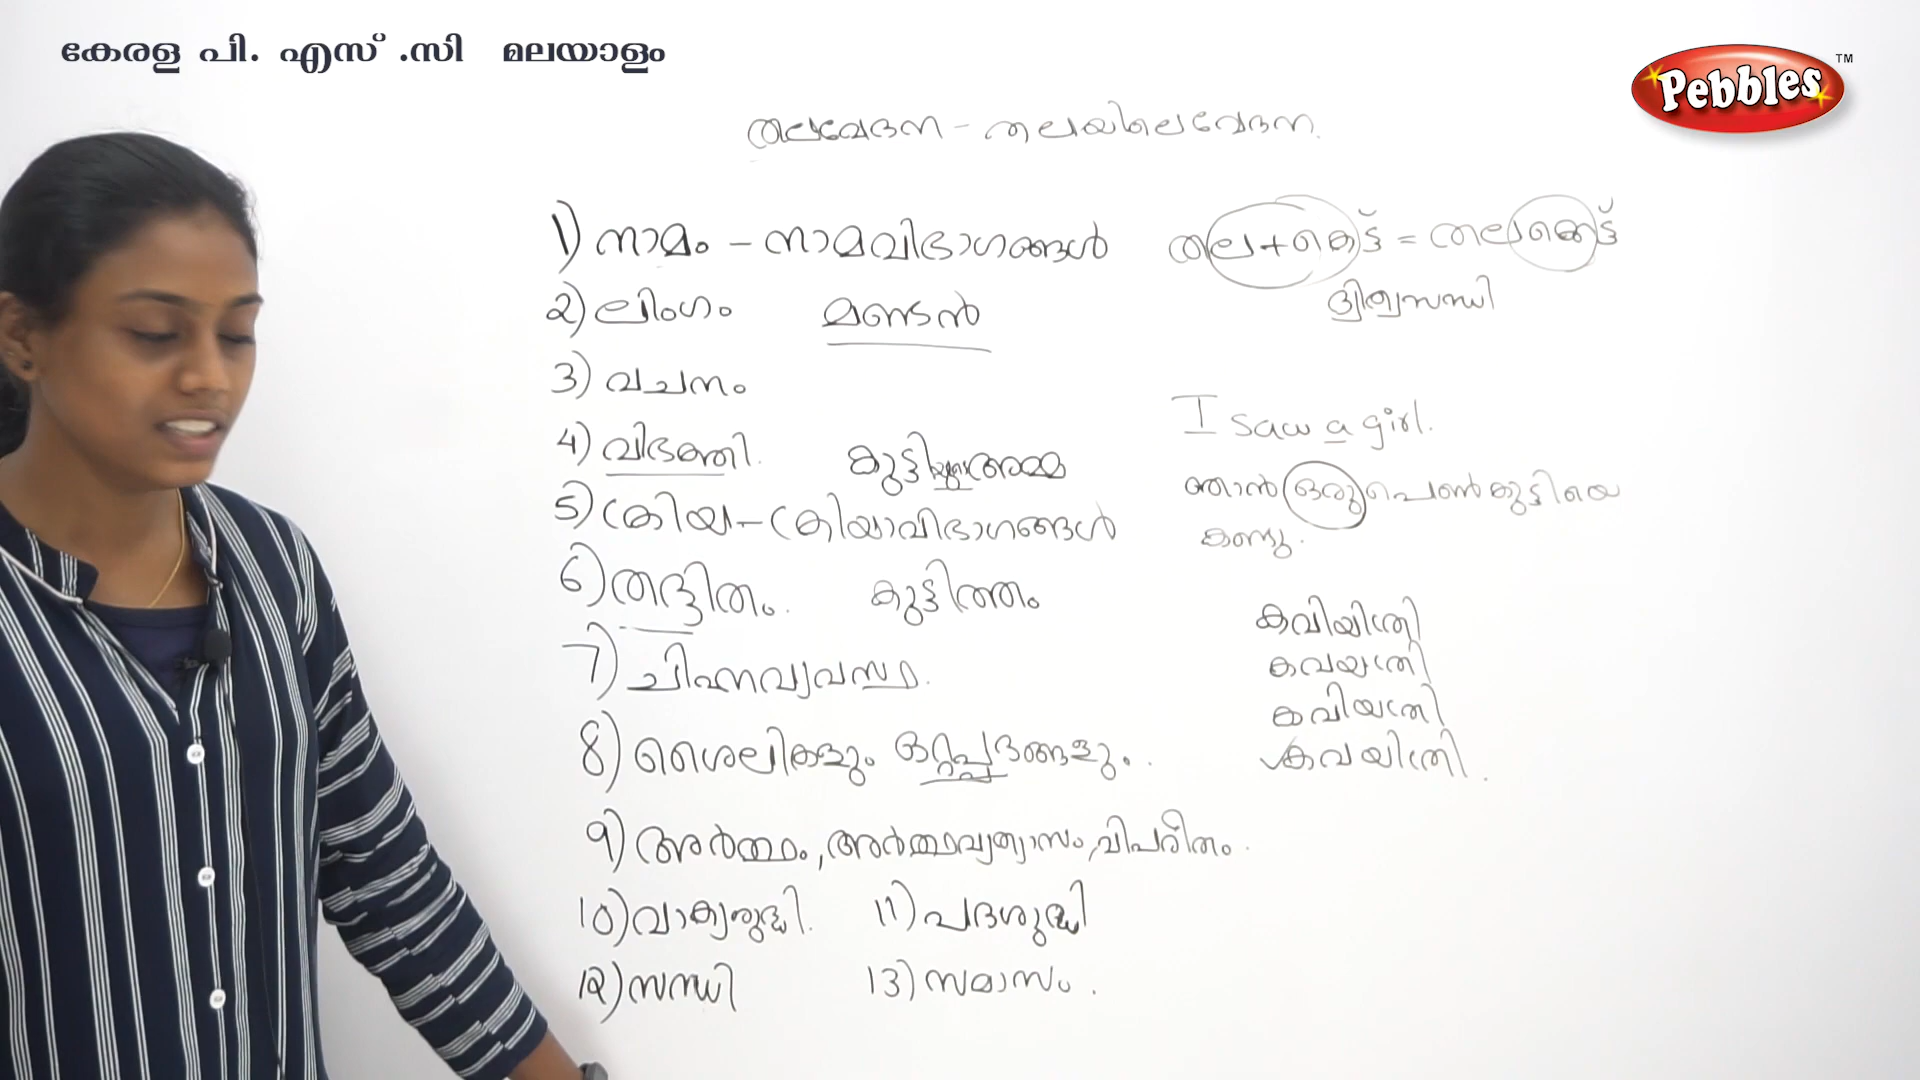 കേരള പി. എസ് .സി മലയാളം
Pebbles TM
തലവേദന - തലയിലെ വേദന.
1) നാമം - നാമവിഭാഗങ്ങൾ
തല + കെട്ട് = തലക്കെട്ട്
ദ്വിത്വസന്ധി
2) ലിംഗം മണ്ടൻ
3) വചനം
I saw a girl.
4) വിഭക്തി. കുട്ടിയുടെ അമ്മ
ഞാൻ ഒരു പെൺകുട്ടിയെ
കണ്ടു.
5) ക്രിയ - ക്രിയാവിഭാഗങ്ങൾ
6) തദ്ധിതം. കുട്ടിത്തം
കവിയിത്രി
കവയത്രി
കവിയത്രി
✓കവയിത്രി.
7) ചിഹ്നവ്യവസ്ഥ.
8) ശൈലികളും ഒറ്റപ്പദങ്ങളും.
9) അർത്ഥം, അർത്ഥവ്യത്യാസം, വിപരീതം.
10) വാക്യശുദ്ധി. 11) പദശുദ്ധി
12) സന്ധി 13) സമാസം.